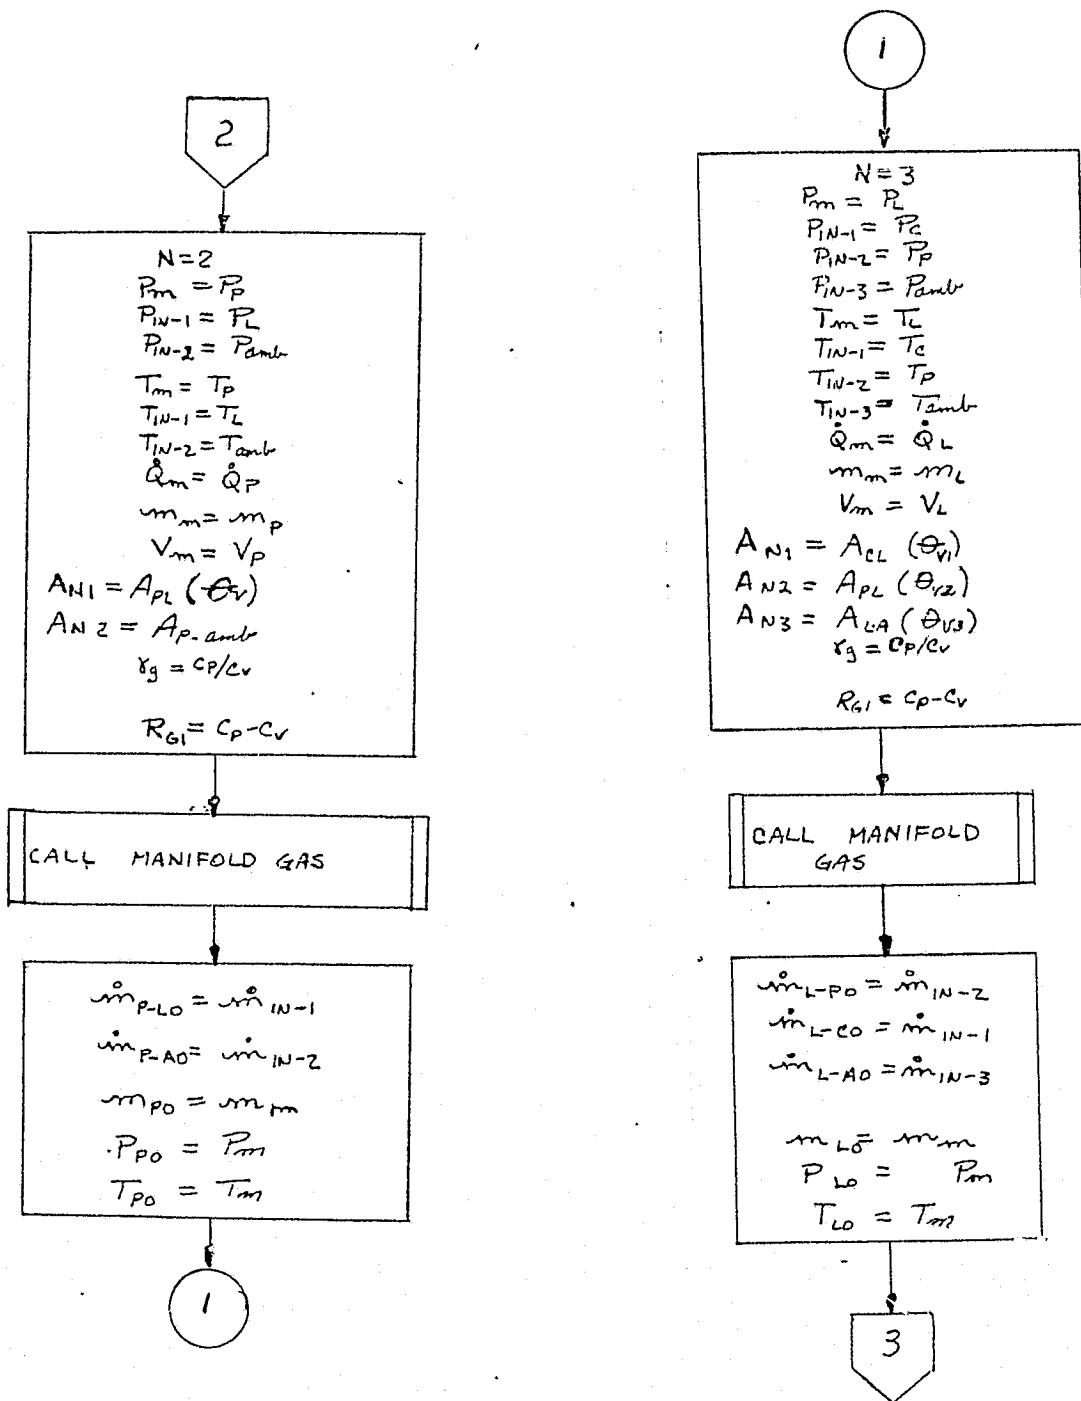 2
N=2
Pm = Pp
PIN-1 = PL
PIN-2 = Pamb
Tm = Tp
TIN-1 = TL
TIN-2 = Tamb
Q̊m = Q̊p
mm = mp
Vm = Vp
AN1 = APL (θv)
AN2 = AP-amb
γg = CP/CV
RG1 = CP-CV
CALL MANIFOLD GAS
ṁP-LO = ṁIN-1
ṁP-AO = ṁIN-2
mPO = mm
PPO = Pm
TPO = Tm
1
1
N=3
Pm = PL
PIN-1 = Pc
PIN-2 = Pp
PIN-3 = Pamb
Tm = TL
TIN-1 = Tc
TIN-2 = Tp
TIN-3 = Tamb
Q̊m = Q̊L
mm = mL
Vm = VL
AN1 = ACL (θV1)
AN2 = APL (θV2)
AN3 = ALA (θV3)
γg = CP/CV
RG1 = CP-CV
CALL MANIFOLD
GAS
ṁL-PO = ṁIN-2
ṁL-CO = ṁIN-1
ṁL-AO = ṁIN-3
mLO = mm
PLO = Pm
TLO = Tm
3